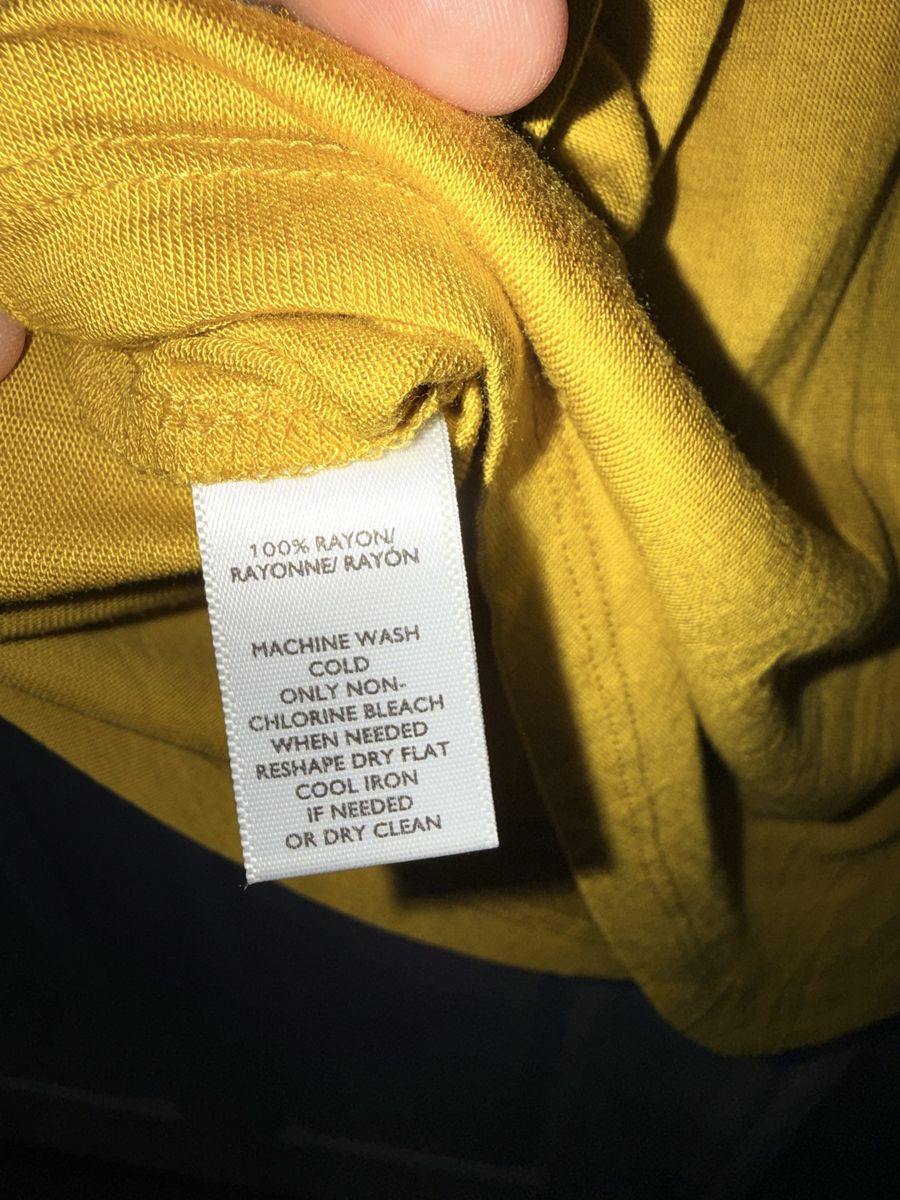 100% RAYON/
RAYONNE/ RAYÓN
MACHINE WASH
COLD
ONLY NON-
CHLORINE BLEACH
WHEN NEEDED
RESHAPE DRY FLAT
COOL IRON
IF NEEDED
OR DRY CLEAN